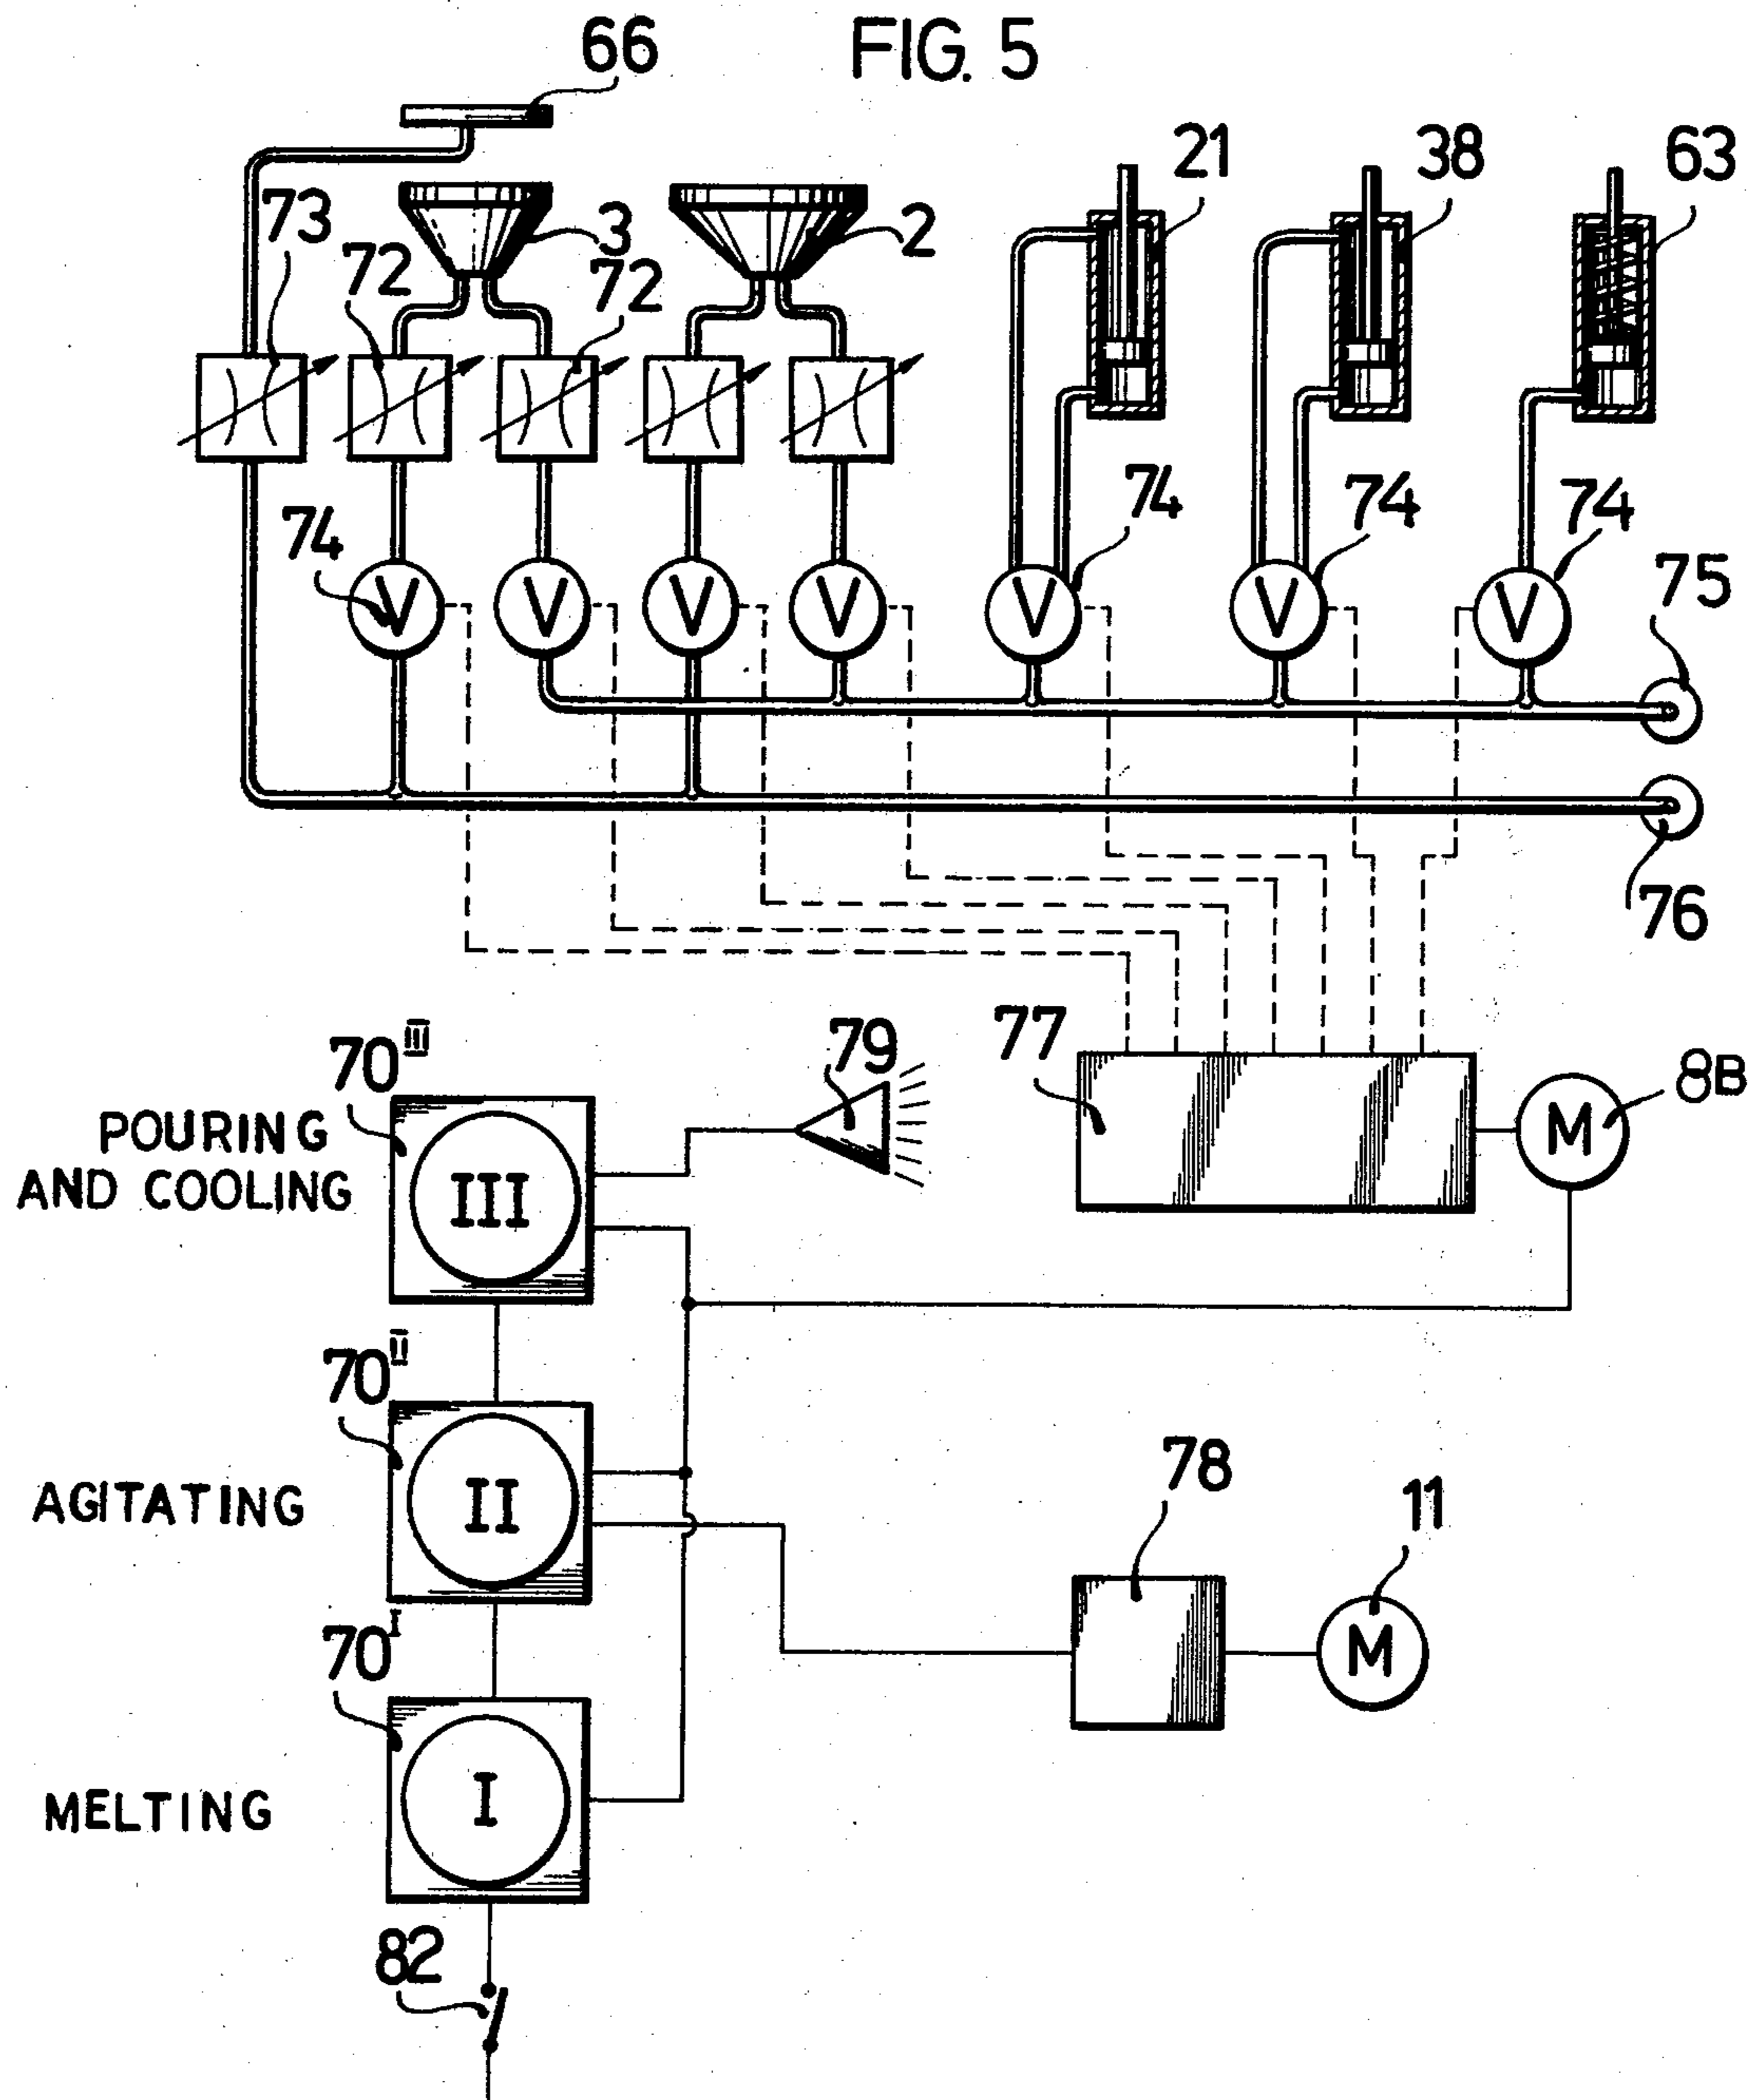 FIG. 5
66
21
38
63
73
3
2
72
72
74
74
74
74
75
V V V V V V V
76
70III
79
77
8B
M
POURING
AND COOLING
III
70II
78
11
AGITATING
II
M
70I
MELTING
I
82